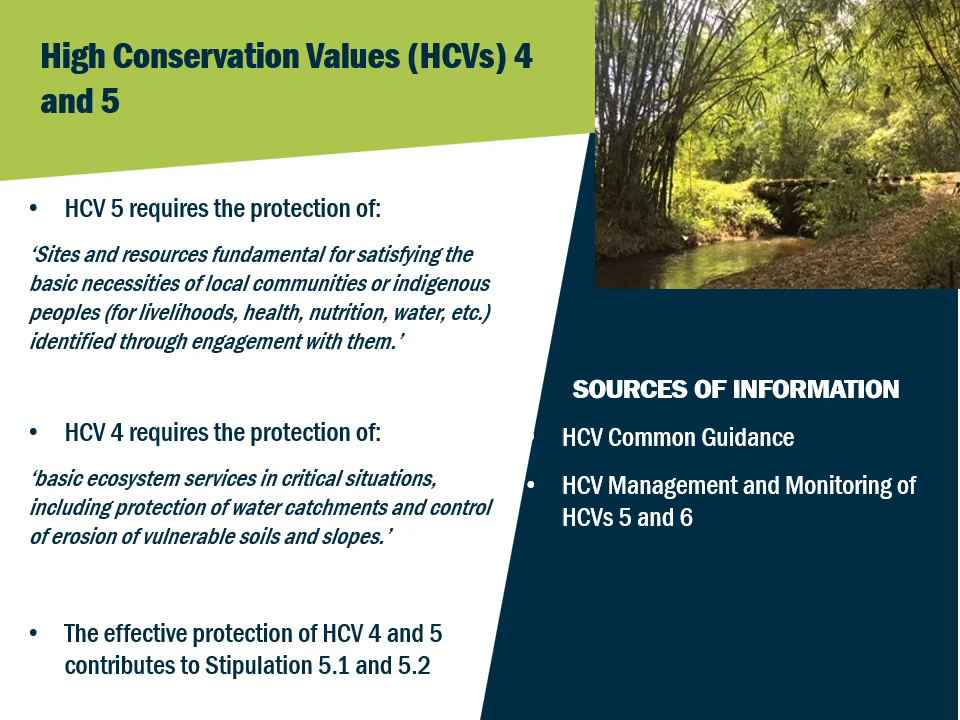 High Conservation Values (HCVs) 4
and 5
• HCV 5 requires the protection of:
‘Sites and resources fundamental for satisfying the
basic necessities of local communities or indigenous
peoples (for livelihoods, health, nutrition, water, etc.)
identified through engagement with them.’
• HCV 4 requires the protection of:
‘basic ecosystem services in critical situations,
including protection of water catchments and control
of erosion of vulnerable soils and slopes.’
• The effective protection of HCV 4 and 5
contributes to Stipulation 5.1 and 5.2
SOURCES OF INFORMATION
• HCV Common Guidance
• HCV Management and Monitoring of
HCVs 5 and 6